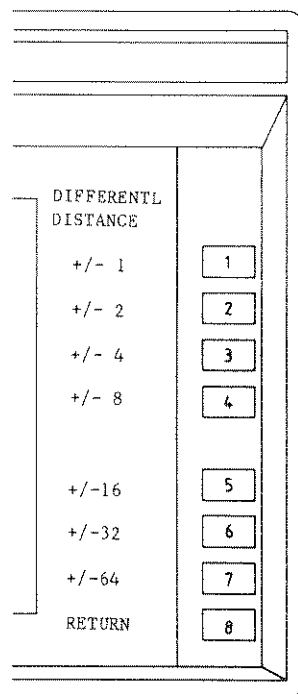 DIFFERENTL
DISTANCE
+/- 1 1
+/- 2 2
+/- 4 3
+/- 8 4
+/-16 5
+/-32 6
+/-64 7
RETURN 8